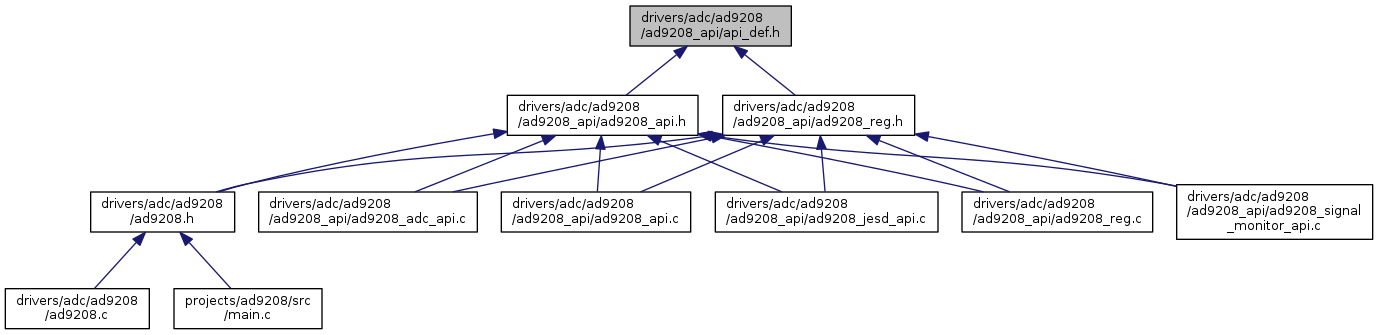 drivers/adc/ad9208
/ad9208_api/api_def.h
drivers/adc/ad9208
/ad9208_api/ad9208_api.h
drivers/adc/ad9208
/ad9208_api/ad9208_reg.h
drivers/adc/ad9208
/ad9208.h
drivers/adc/ad9208
/ad9208_api/ad9208_adc_api.c
drivers/adc/ad9208
/ad9208_api/ad9208_api.c
drivers/adc/ad9208
/ad9208_api/ad9208_jesd_api.c
drivers/adc/ad9208
/ad9208_api/ad9208_reg.c
drivers/adc/ad9208
/ad9208_api/ad9208_signal
_monitor_api.c
drivers/adc/ad9208
/ad9208.c
projects/ad9208/src
/main.c